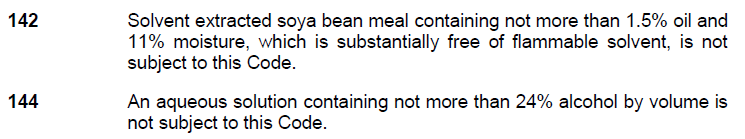 142 Solvent extracted soya bean meal containing not more than 1.5% oil and
11% moisture, which is substantially free of flammable solvent, is not
subject to this Code.
144 An aqueous solution containing not more than 24% alcohol by volume is
not subject to this Code.